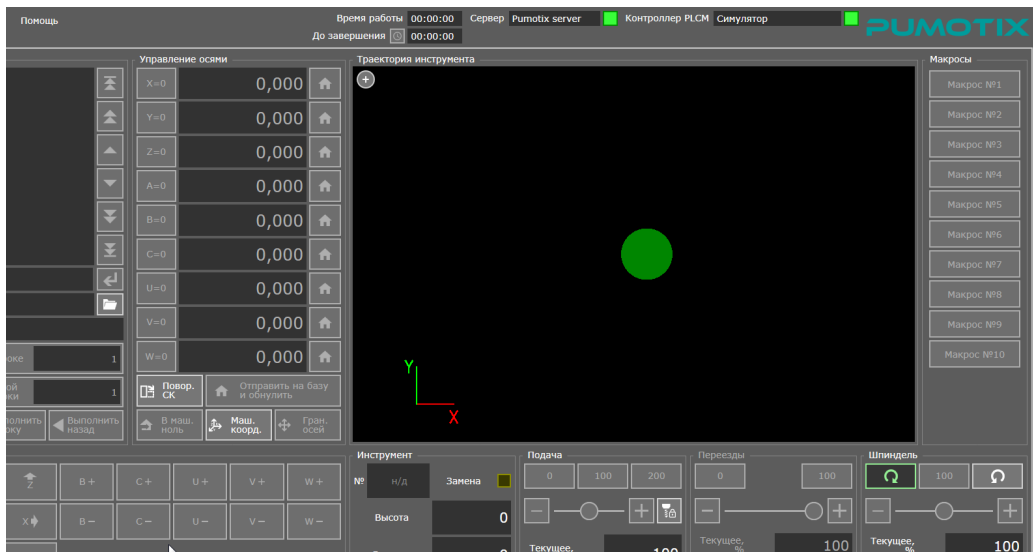 Помощь
Время работы 00:00:00 Сервер Pumotix server Контроллер PLCM Симулятор
До завершения 00:00:00
PUMOTIX
Управление осями
Траектория инструмента
Макросы
X=0 0,000
Y=0 0,000
Z=0 0,000
A=0 0,000
B=0 0,000
C=0 0,000
U=0 0,000
V=0 0,000
W=0 0,000
Макрос №1
Макрос №2
Макрос №3
Макрос №4
Макрос №5
Макрос №6
Макрос №7
Макрос №8
Макрос №9
Макрос №10
1
1
Выполнить
назад
Повор.
СК
Отправить на базу
и обнулить
В маш.
ноль
Маш.
коорд.
Гран.
осей
Y
X
Z B+ C+ U+ V+ W+
X B− C− U− V− W−
Инструмент
№ н/д Замена
Высота 0
Подача
0 100 200
Текущее,
100
Переезды
0 100
Текущее,
% 100
Шпиндель
100
Текущее,
% 100